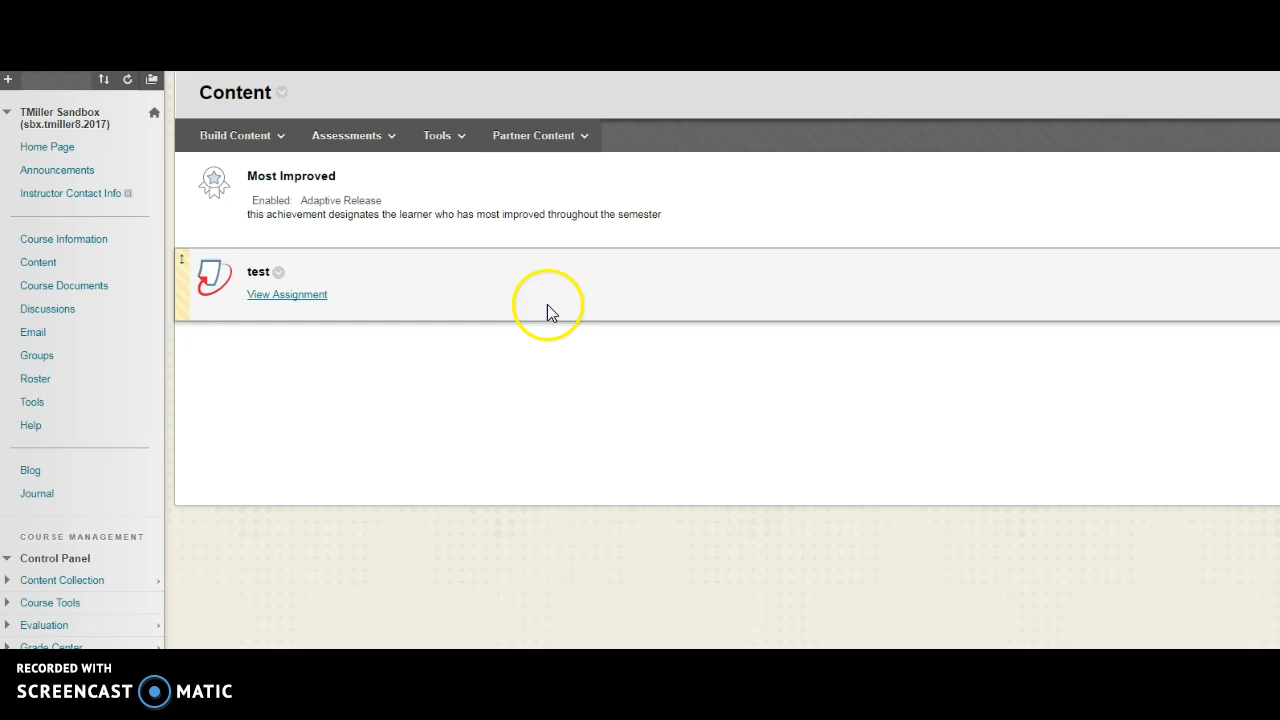 TMiller Sandbox
(sbx.tmiller8.2017)
Home Page
Announcements
Instructor Contact Info
Course Information
Content
Course Documents
Discussions
Email
Groups
Roster
Tools
Help
Blog
Journal
COURSE MANAGEMENT
Control Panel
Content Collection
Course Tools
Evaluation
Grade Center
Content
Build Content
Assessments
Tools
Partner Content
Most Improved
Enabled: Adaptive Release
this achievement designates the learner who has most improved throughout the semester
test
View Assignment
RECORDED WITH
SCREENCAST MATIC